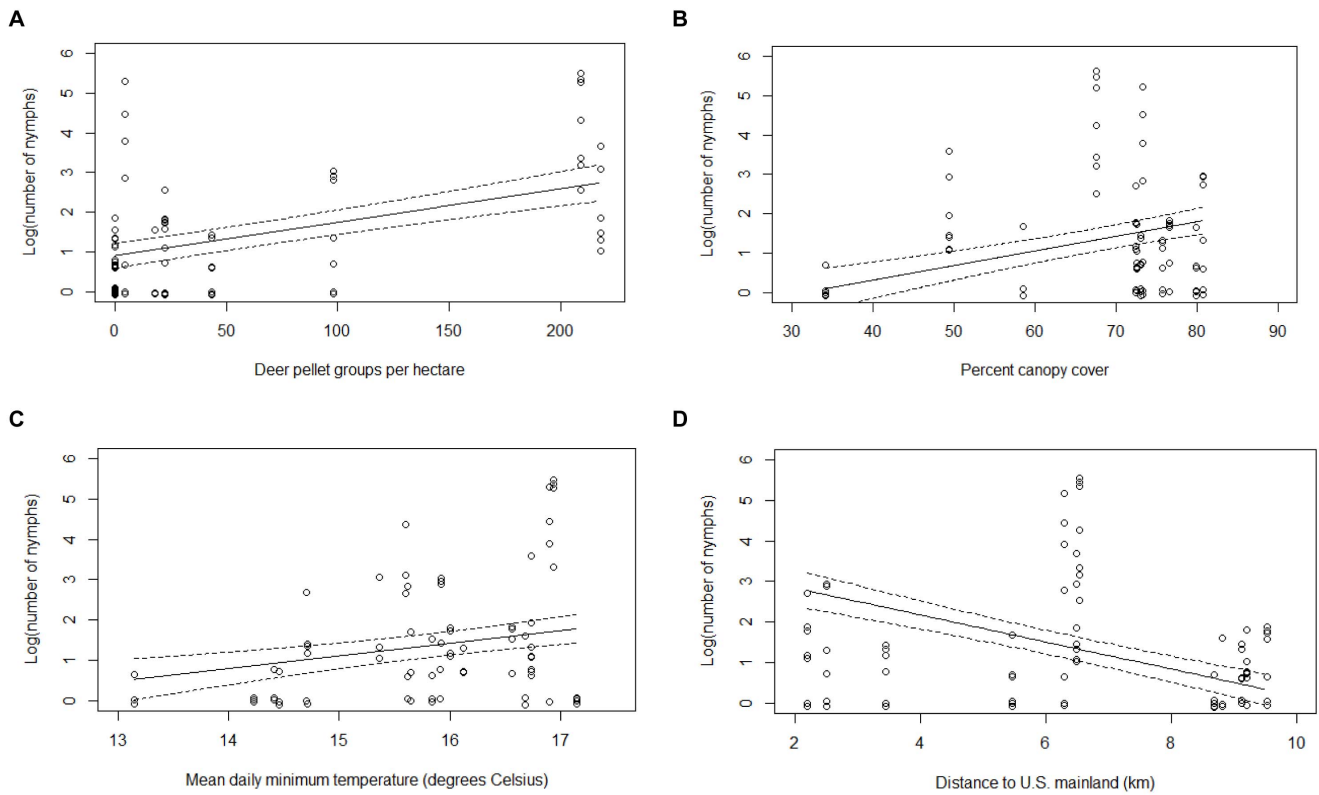 A
Log(number of nymphs)
6
5
4
3
2
1
0
0 50 100 150 200
Deer pellet groups per hectare
B
Log(number of nymphs)
6
5
4
3
2
1
0
30 40 50 60 70 80 90
Percent canopy cover
C
Log(number of nymphs)
6
5
4
3
2
1
0
13 14 15 16 17
Mean daily minimum temperature (degrees Celsius)
D
Log(number of nymphs)
6
5
4
3
2
1
0
2 4 6 8 10
Distance to U.S. mainland (km)